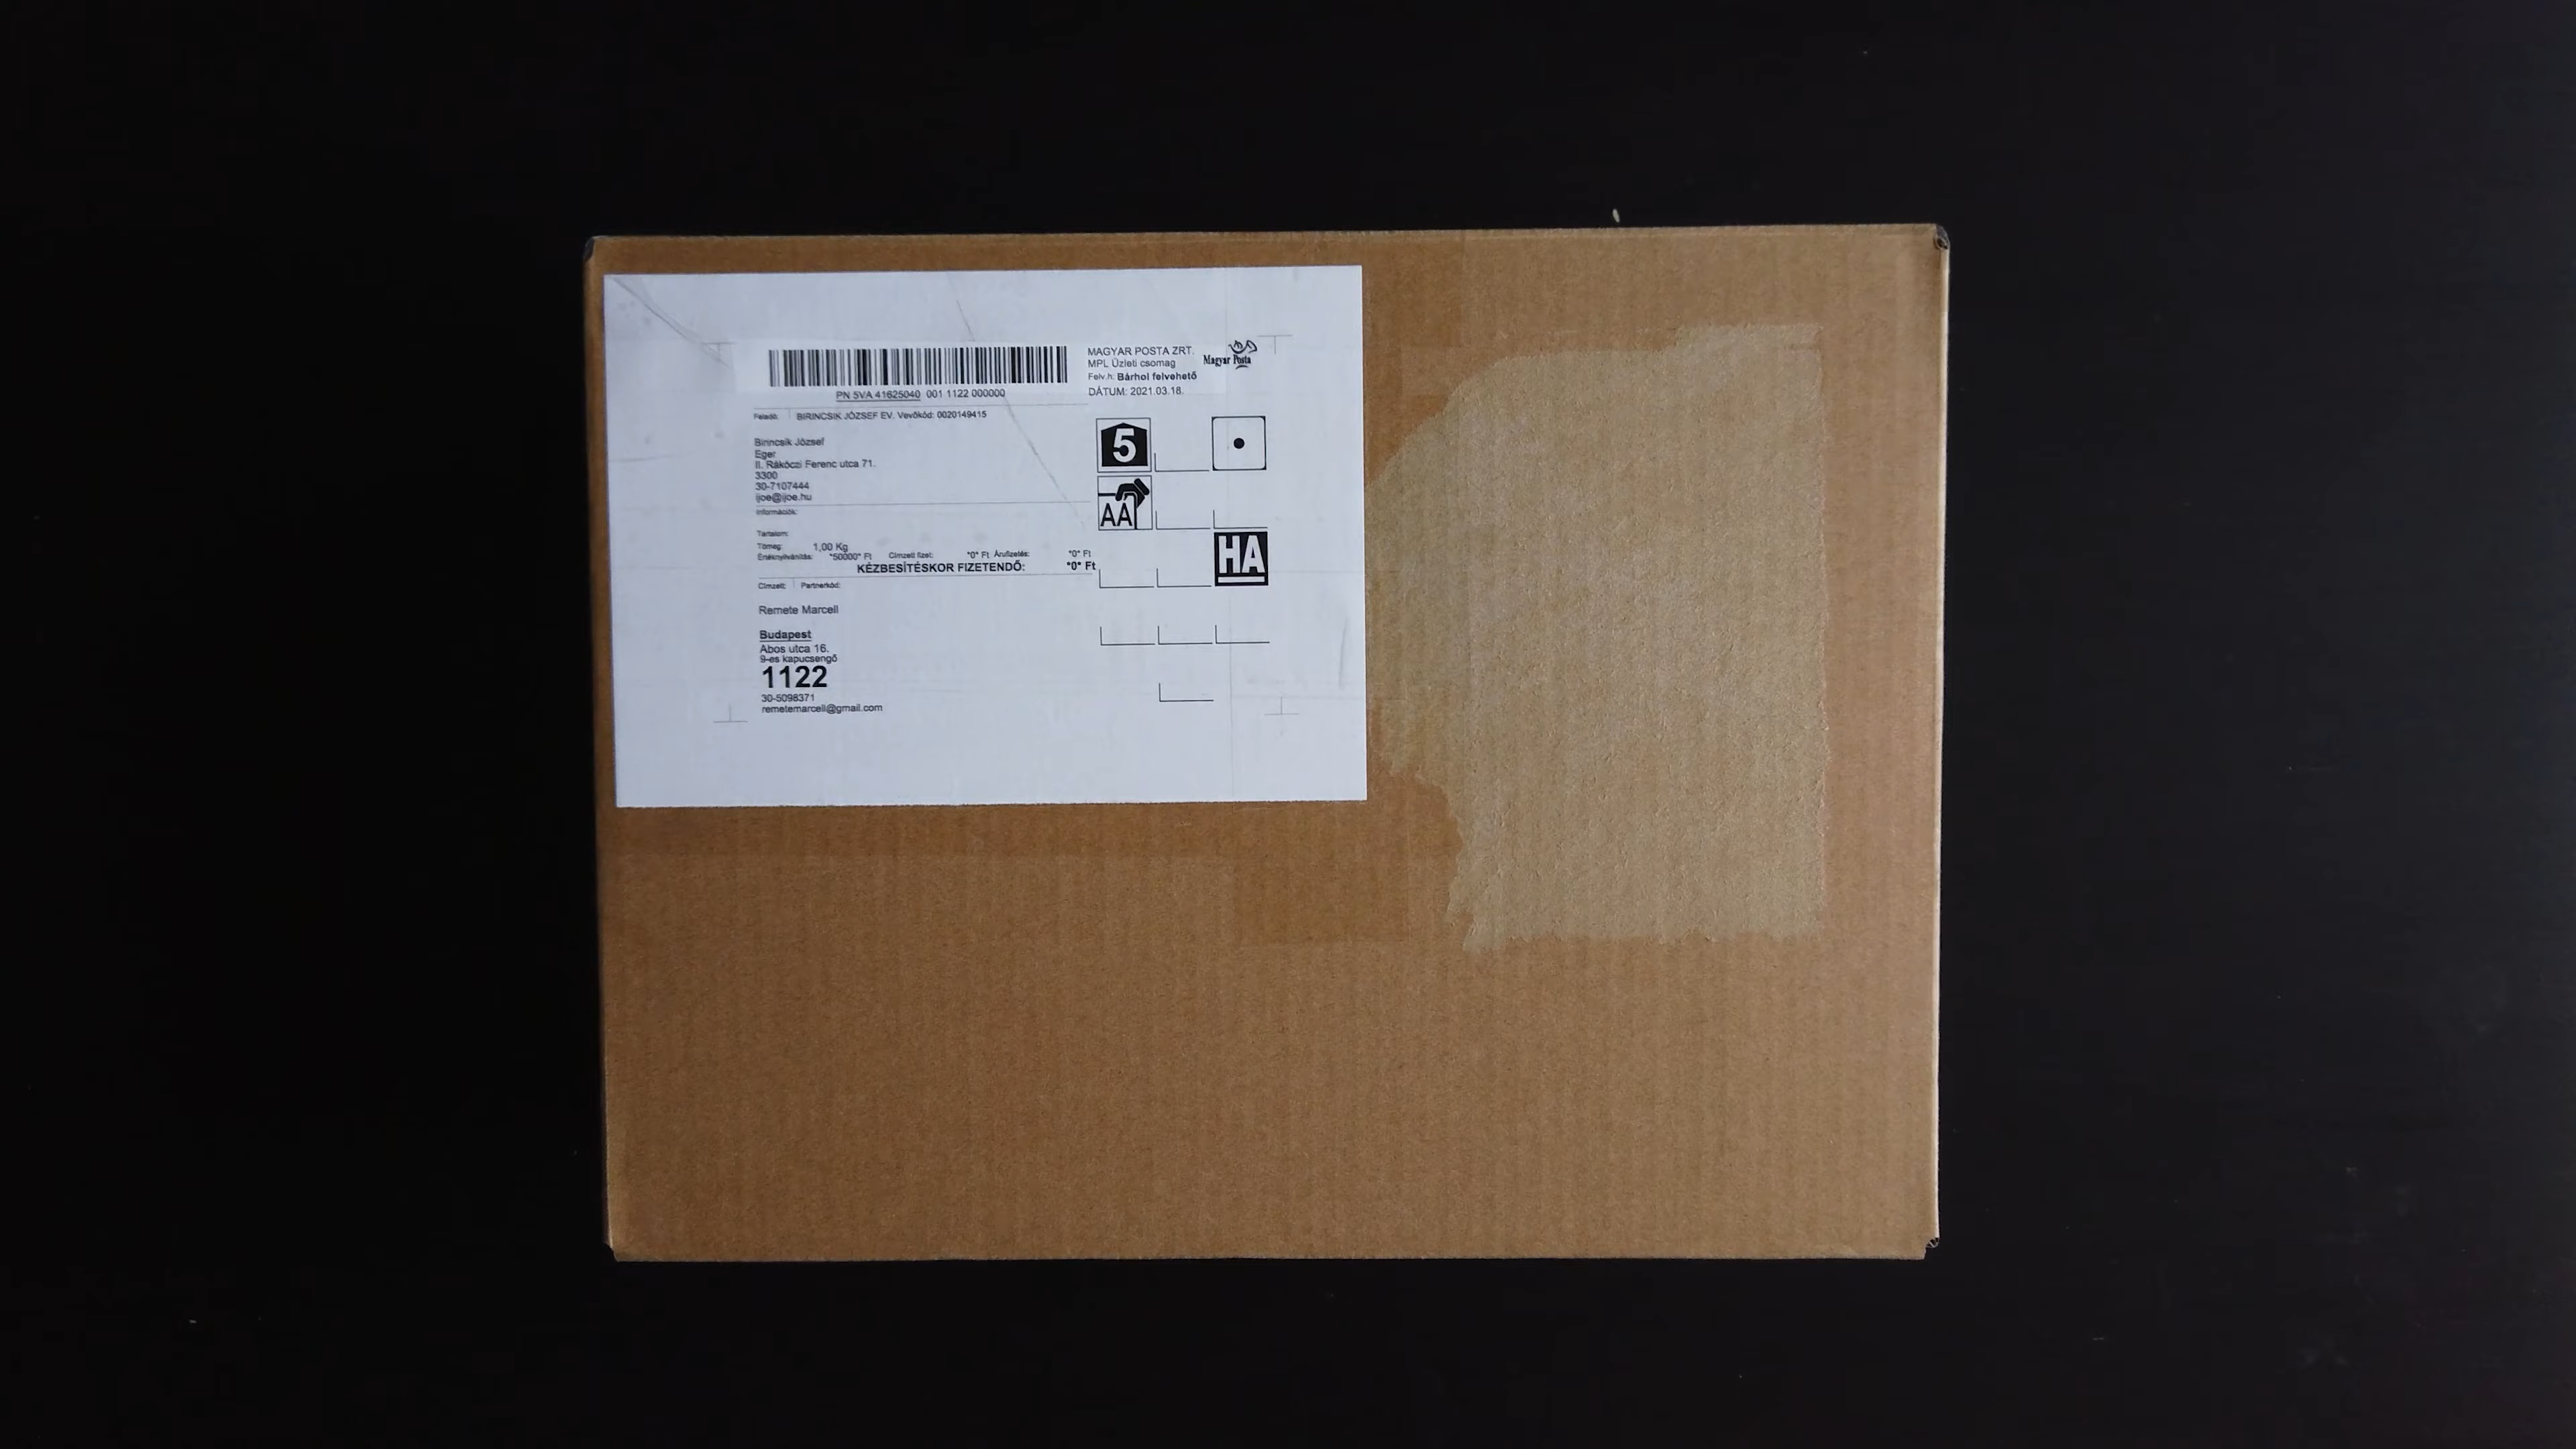 MAGYAR POSTA ZRT.
MPL Üzleti csomag
Magyar Posta
Felv.h: Bárhol felvehető
DÁTUM: 2021.03.18.
PN 5VA 41625040 001 1122 000000
Feladó: BIRINCSIK JÓZSEF EV. Vevőkód: 0020149415
Birincsik József
Eger
II. Rákóczi Ferenc utca 71.
3300
30-7107444
ijoe@ijoe.hu
Információk:
Tartalom:
Tömeg: 1,00 Kg
Értéknyilvánítás: *50000* Ft Címzett fizet: *0* Ft Árufizetés: *0* Ft
KÉZBESÍTÉSKOR FIZETENDŐ: *0* Ft
Címzett: Partnerkód:
Remete Marcell
Budapest
Abos utca 16.
9-es kapucsengő
1122
30-5098371
remetemarcell@gmail.com
5
AA
HA